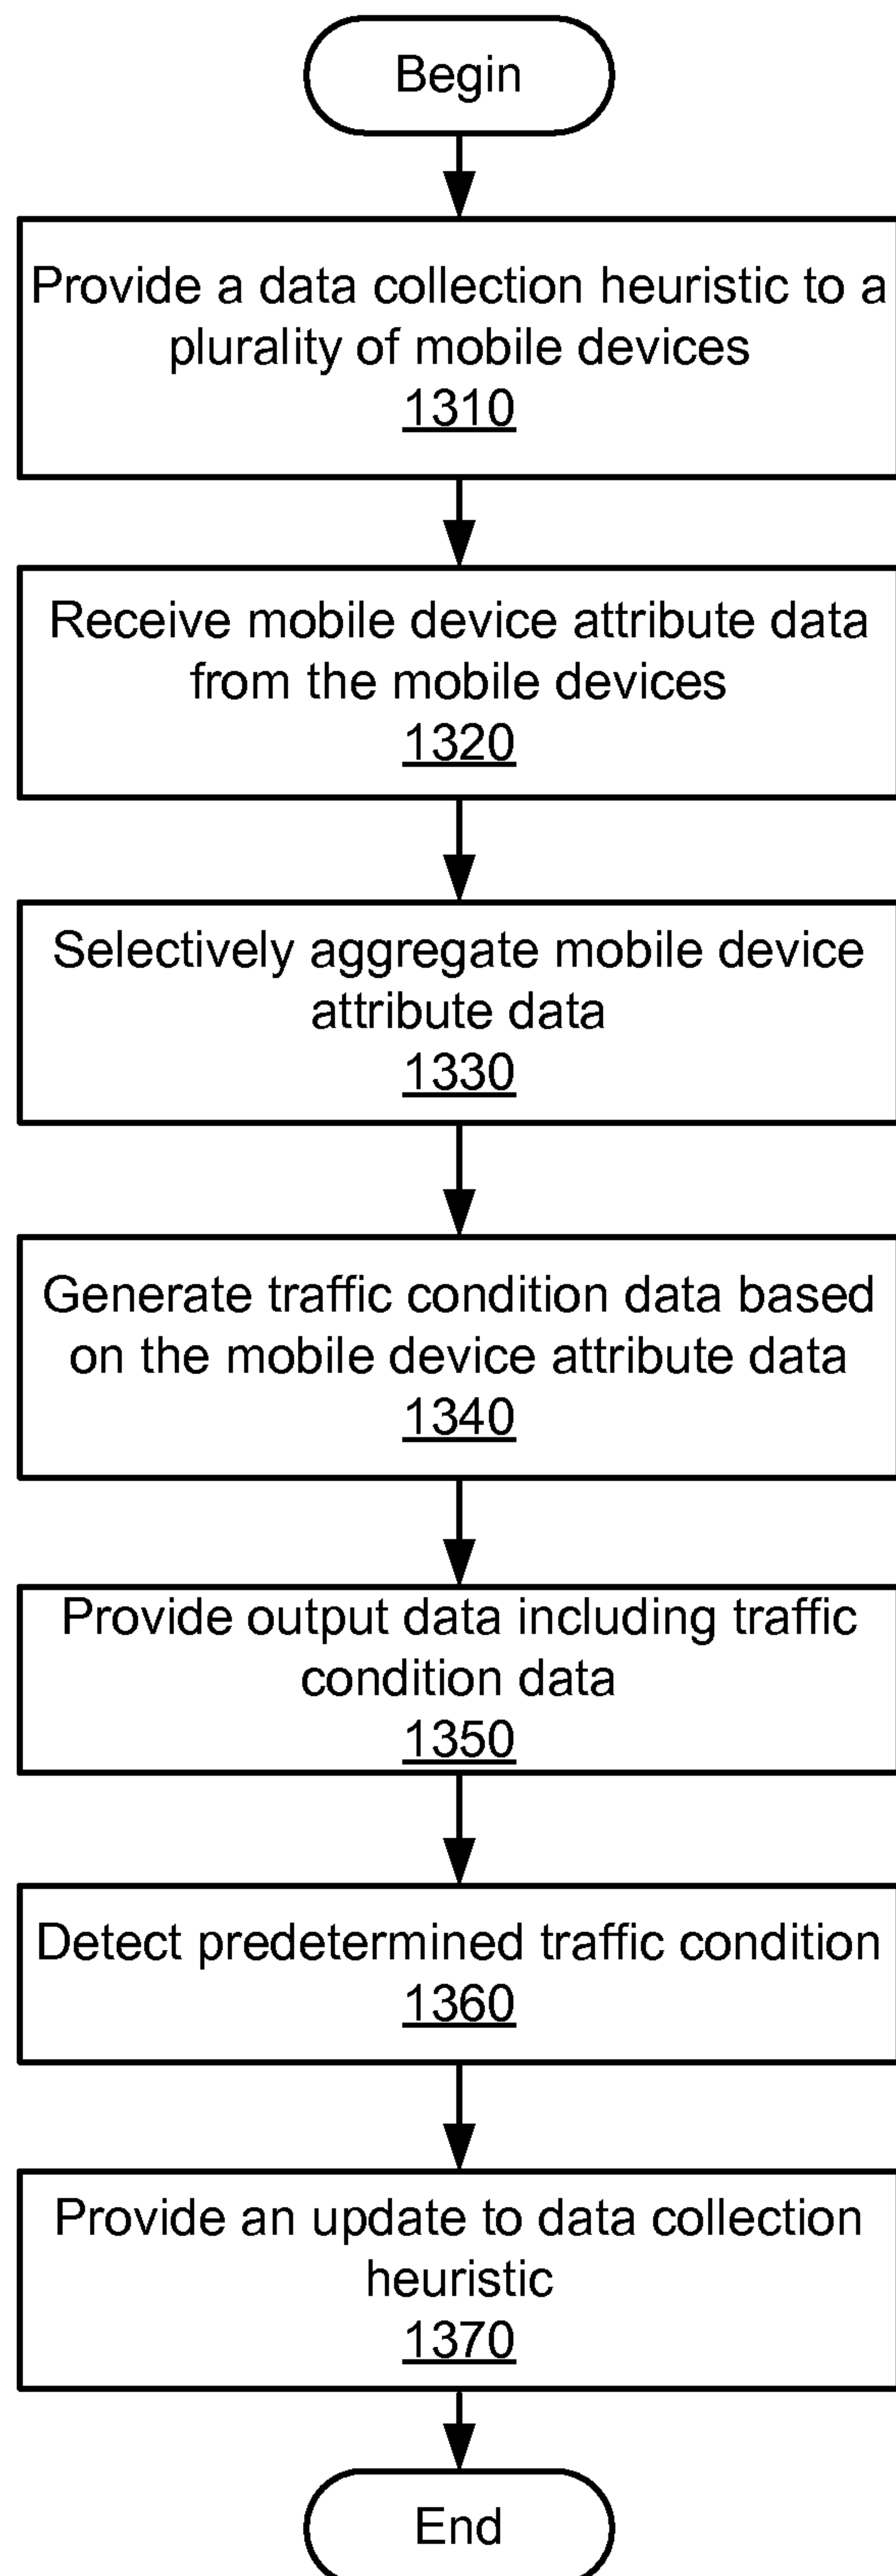 Begin
Provide a data collection heuristic to a
plurality of mobile devices
1310
Receive mobile device attribute data
from the mobile devices
1320
Selectively aggregate mobile device
attribute data
1330
Generate traffic condition data based
on the mobile device attribute data
1340
Provide output data including traffic
condition data
1350
Detect predetermined traffic condition
1360
Provide an update to data collection
heuristic
1370
End